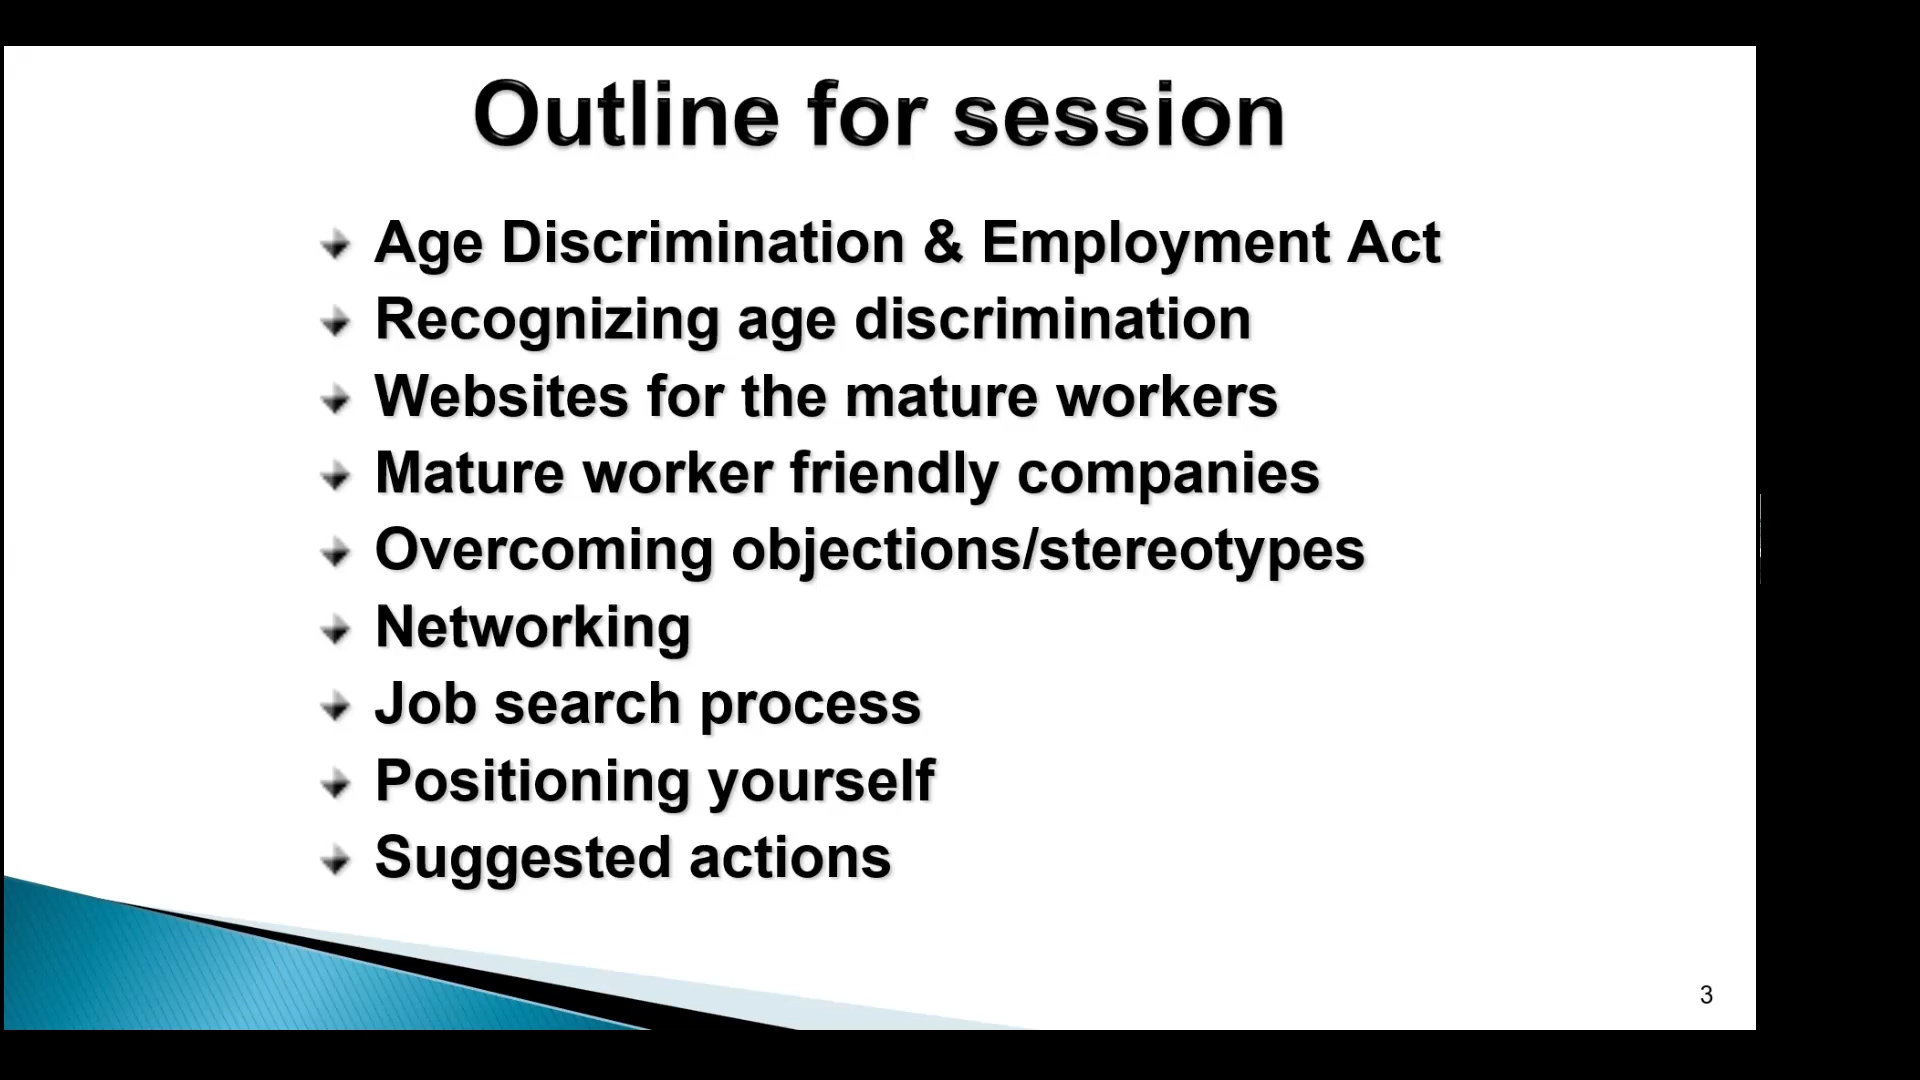 Outline for session
Age Discrimination & Employment Act
Recognizing age discrimination
Websites for the mature workers
Mature worker friendly companies
Overcoming objections/stereotypes
Networking
Job search process
Positioning yourself
Suggested actions
3